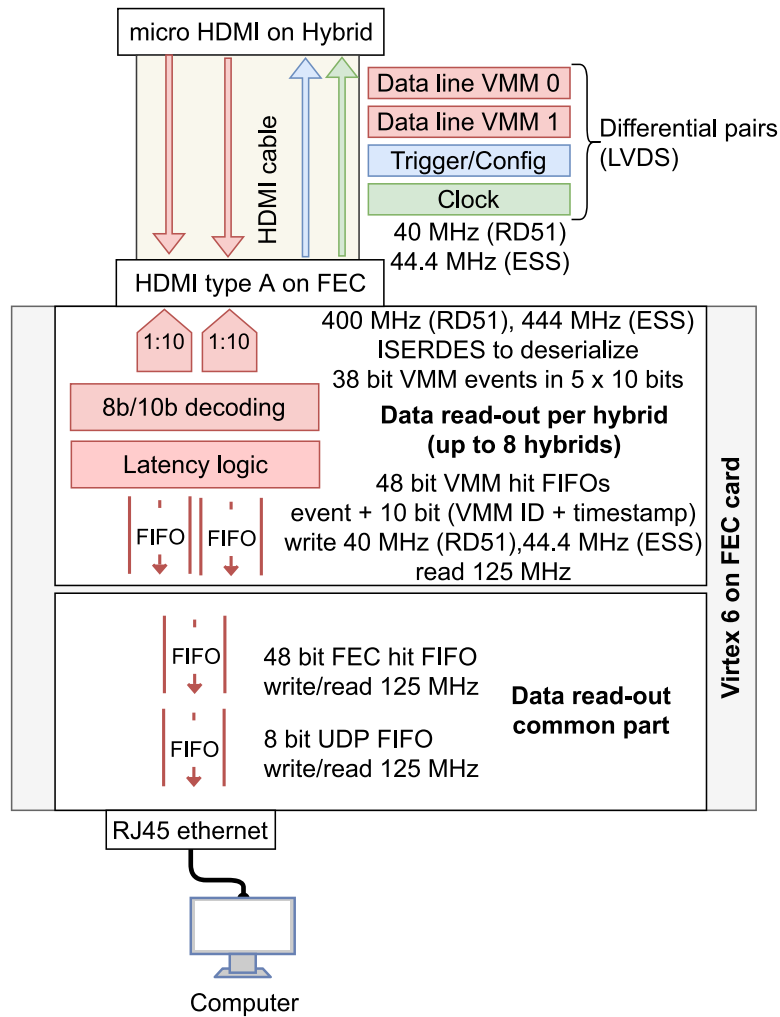 micro HDMI on Hybrid
HDMI cable
Data line VMM 0
Data line VMM 1
Trigger/Config
Clock
Differential pairs
(LVDS)
40 MHz (RD51)
44.4 MHz (ESS)
HDMI type A on FEC
1:10
1:10
400 MHz (RD51), 444 MHz (ESS)
ISERDES to deserialize
38 bit VMM events in 5 x 10 bits
8b/10b decoding
Data read-out per hybrid
(up to 8 hybrids)
Latency logic
48 bit VMM hit FIFOs
event + 10 bit (VMM ID + timestamp)
write 40 MHz (RD51),44.4 MHz (ESS)
read 125 MHz
FIFO
FIFO
Virtex 6 on FEC card
FIFO
48 bit FEC hit FIFO
write/read 125 MHz
Data read-out
common part
FIFO
8 bit UDP FIFO
write/read 125 MHz
RJ45 ethernet
Computer